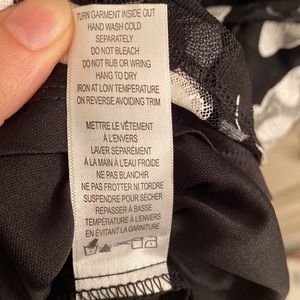 TURN GARMENT INSIDE OUT
HAND WASH COLD
SEPARATELY
DO NOT BLEACH
DO NOT RUB OR WRING
HANG TO DRY
IRON AT LOW TEMPERATURE
ON REVERSE AVOIDING TRIM
METTRE LE VÊTEMENT
À L'ENVERS
LAVER SEPARÉMENT
À LA MAIN À L'EAU FROIDE
NE PAS BLANCHIR
NE PAS FROTTER NI TORDRE
SUSPENDRE POUR SÉCHER
REPASSER À BASSE
TEMPÉRATURE À L'ENVERS
EN ÉVITANT LA GARNITURE